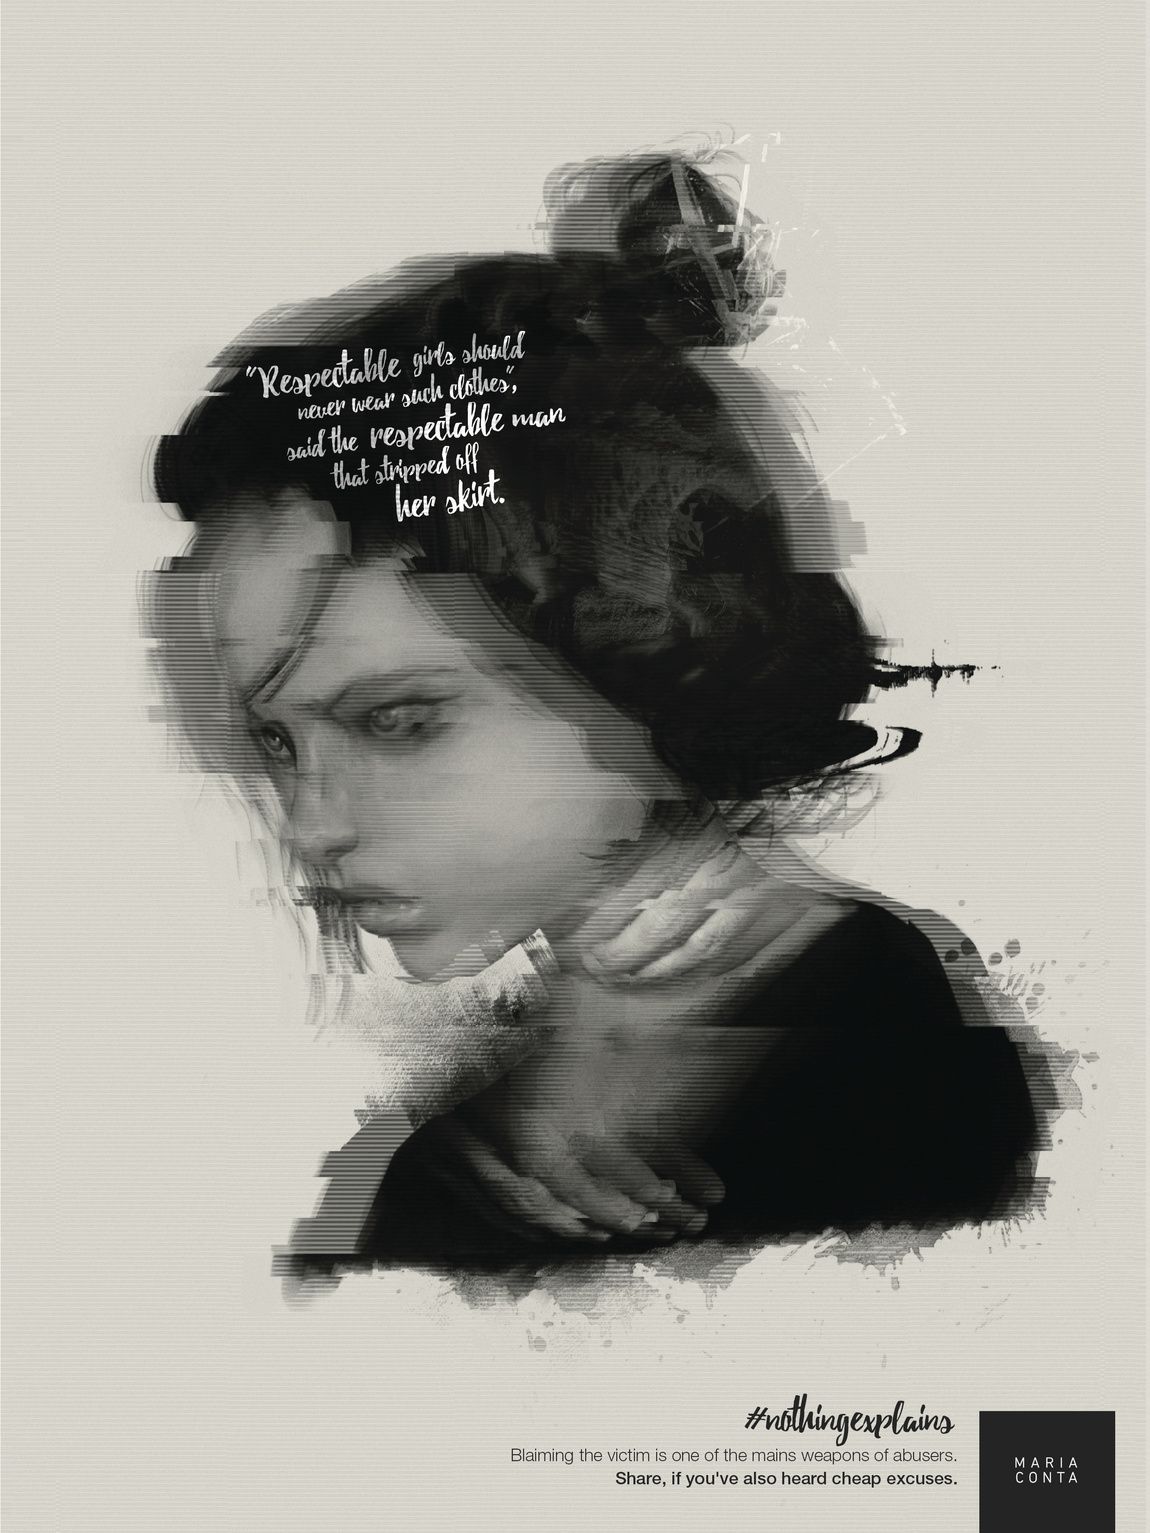 "Respectable girls should
never wear such clothes",
said the respectable man
that stripped off
her skirt.
#nothingexplains
Blaiming the victim is one of the mains weapons of abusers.
Share, if you've also heard cheap excuses.
MARIA
CONTA